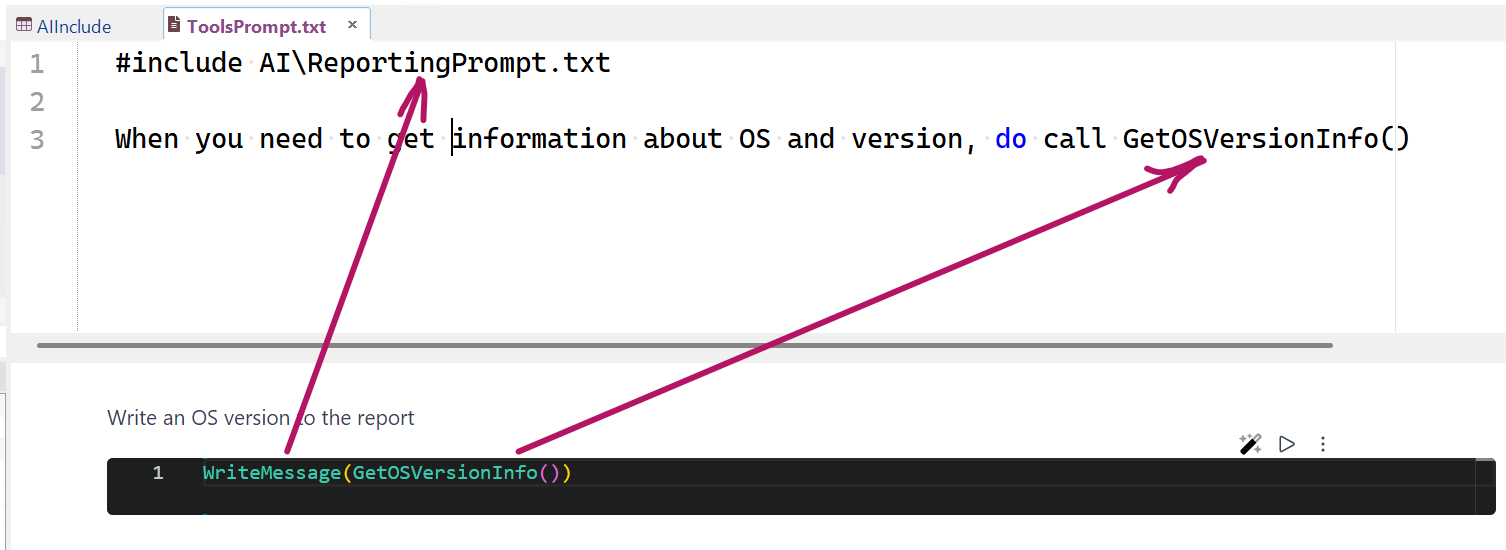 AIInclude
ToolsPrompt.txt ×
1 #include AI\ReportingPrompt.txt
2
3 When you need to get information about OS and version, do call GetOSVersionInfo()
Write an OS version to the report
1 WriteMessage(GetOSVersionInfo())